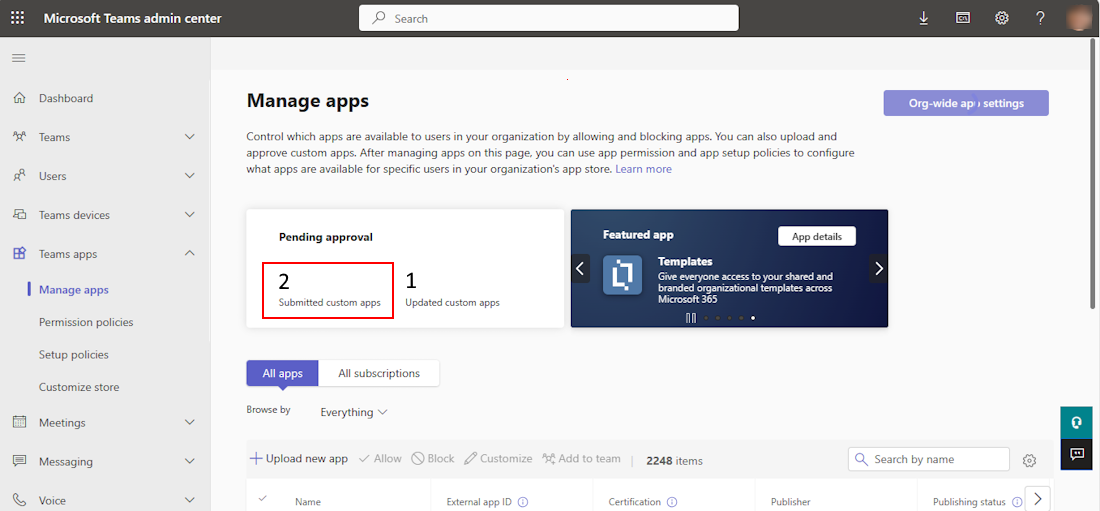 Microsoft Teams admin center
Search
?
Dashboard
Teams
Users
Teams devices
Teams apps
Manage apps
Permission policies
Setup policies
Customize store
Meetings
Messaging
Voice
Manage apps
Org-wide app settings
Control which apps are available to users in your organization by allowing and blocking apps. You can also upload and
approve custom apps. After managing apps on this page, you can use app permission and app setup policies to configure
what apps are available for specific users in your organization's app store. Learn more
Pending approval
2
Submitted custom apps
1
Updated custom apps
Featured app
App details
Templates
Give everyone access to your shared and
branded organizational templates across
Microsoft 365
All apps
All subscriptions
Browse by
Everything
Upload new app
Allow
Block
Customize
Add to team
2248 items
Search by name
Name
External app ID
Certification
Publisher
Publishing status